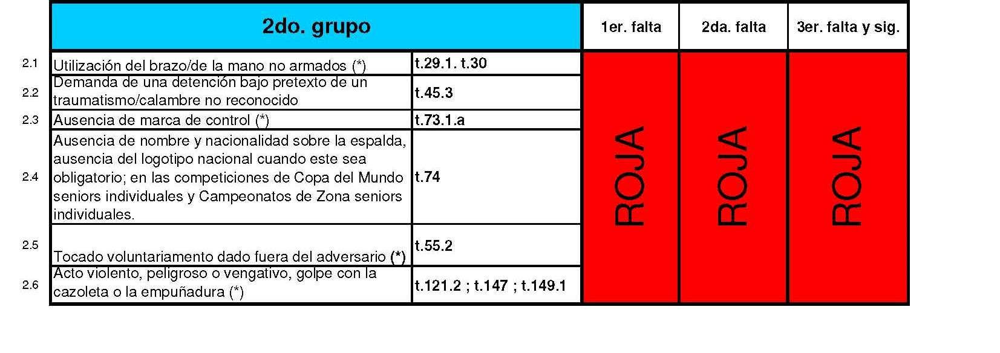 2do. grupo
1er. falta
2da. falta
3er. falta y sig.
2.1
Utilización del brazo/de la mano no armados (*)
t.29.1. t.30
2.2
Demanda de una detención bajo pretexto de un
traumatismo/calambre no reconocido
t.45.3
2.3
Ausencia de marca de control (*)
t.73.1.a
2.4
Ausencia de nombre y nacionalidad sobre la espalda,
ausencia del logotipo nacional cuando este sea
obligatorio; en las competiciones de Copa del Mundo
seniors individuales y Campeonatos de Zona seniors
individuales.
t.74
2.5
Tocado voluntariamento dado fuera del adversario (*)
t.55.2
2.6
Acto violento, peligroso o vengativo, golpe con la
cazoleta o la empuñadura (*)
t.121.2 ; t.147 ; t.149.1
ROJA
ROJA
ROJA